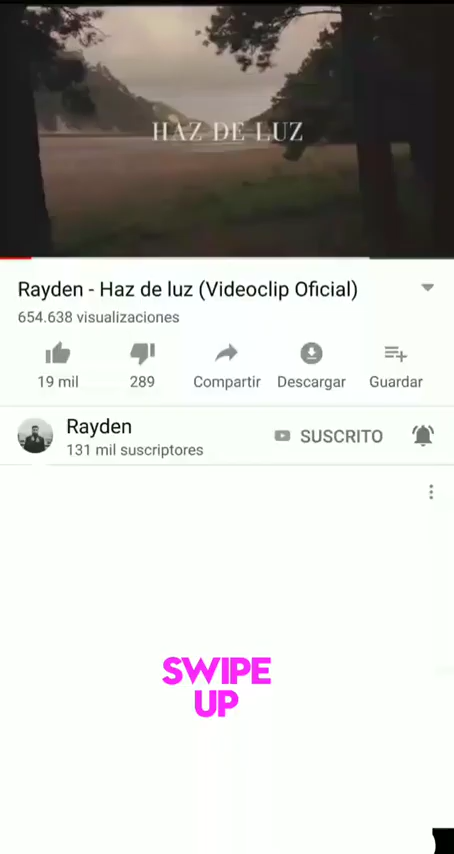 HAZ DE LUZ
Rayden - Haz de luz (Videoclip Oficial)
654.638 visualizaciones
19 mil
289
Compartir
Descargar
Guardar
Rayden
131 mil suscriptores
SUSCRITO
SWIPE
UP